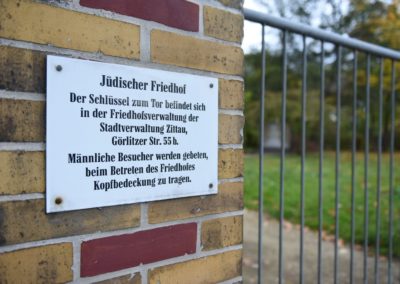 Jüdischer Friedhof
Der Schlüssel zum Tor befindet sich
in der Friedhofsverwaltung der
Stadtverwaltung Zittau,
Görlitzer Str. 55 b.
Männliche Besucher werden gebeten,
beim Betreten des Friedhofes
Kopfbedeckung zu tragen.